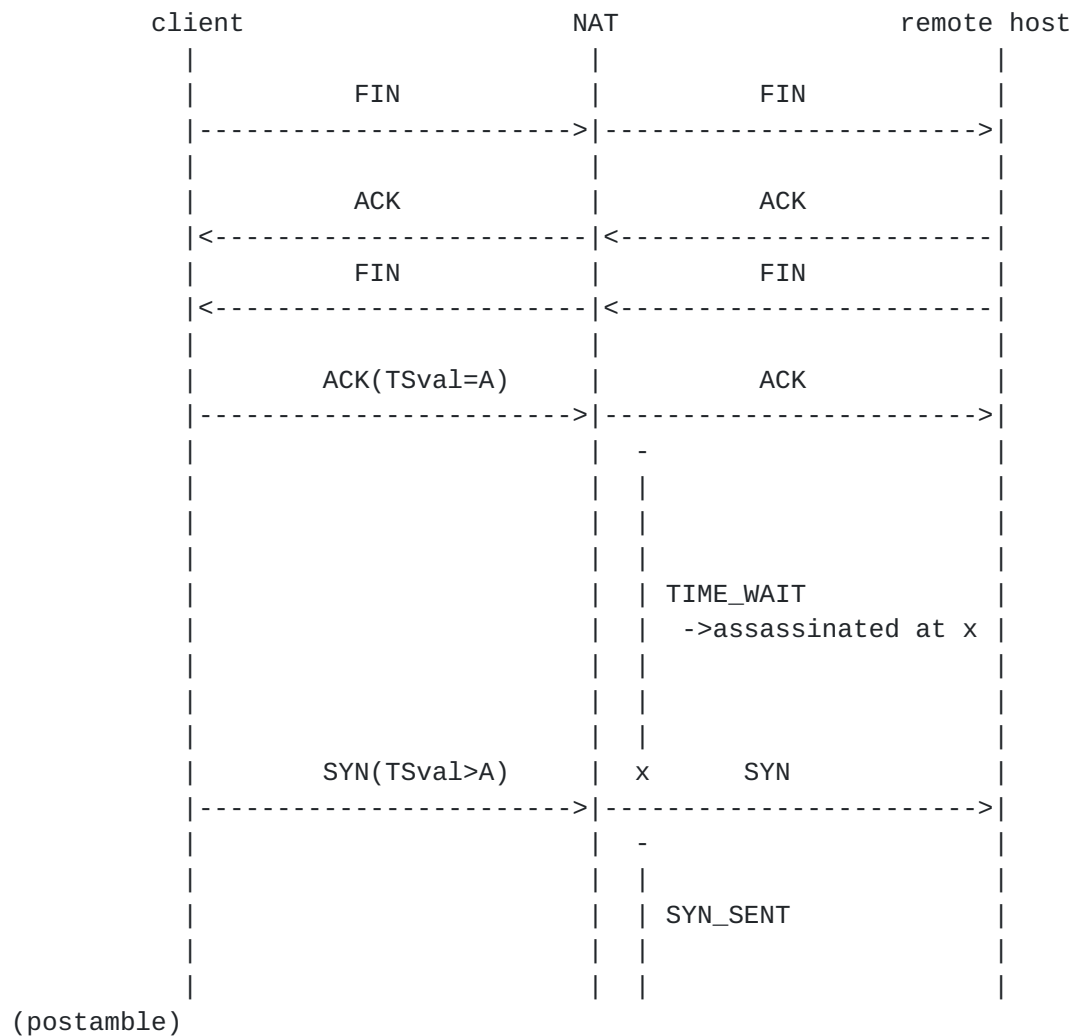 client NAT remote host
FIN FIN
ACK ACK
FIN FIN
ACK(TSval=A) ACK
TIME_WAIT
->assassinated at x
SYN(TSval>A) x SYN
SYN_SENT
(postamble)